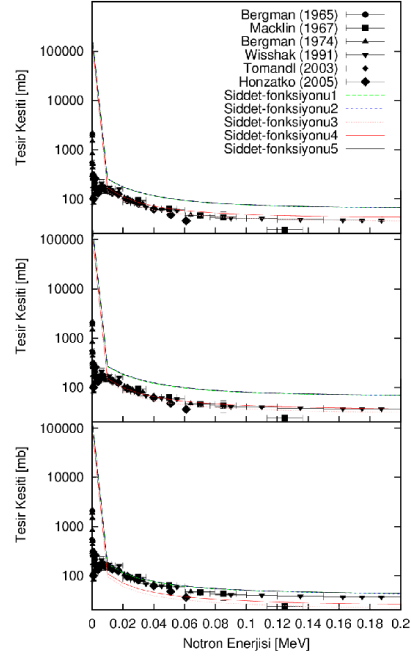 Bergman (1965)
Macklin (1967)
Bergman (1974)
Wisshak (1991)
Tomandl (2003)
Honzatko (2005)
Siddet-fonksiyonu1
Siddet-fonksiyonu2
Siddet-fonksiyonu3
Siddet-fonksiyonu4
Siddet-fonksiyonu5
Tesir Kesiti [mb]
100000
10000
1000
100
Tesir Kesiti [mb]
100000
10000
1000
100
Tesir Kesiti [mb]
100000
10000
1000
100
0 0.02 0.04 0.06 0.08 0.1 0.12 0.14 0.16 0.18 0.2
Notron Enerjisi [MeV]